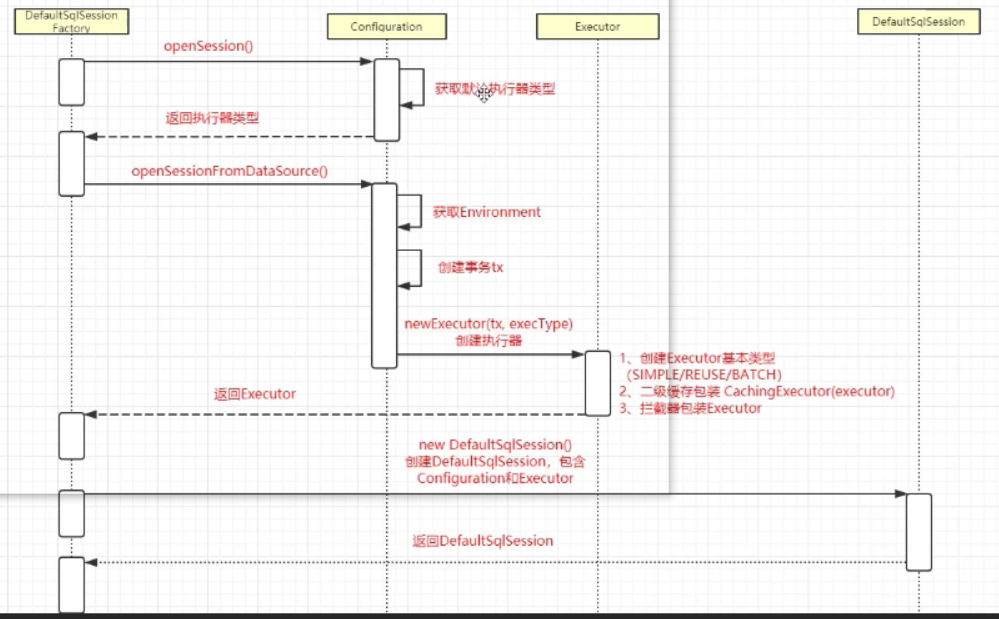 DefaultSqlSession
Factory
Configuration
Executor
DefaultSqlSession
openSession()
获取默认执行器类型
返回执行器类型
openSessionFromDataSource()
获取Environment
创建事务tx
newExecutor(tx, execType)
创建执行器
1、创建Executor基本类型
(SIMPLE/REUSE/BATCH)
2、二级缓存包装 CachingExecutor(executor)
3、拦截器包装Executor
返回Executor
new DefaultSqlSession()
创建DefaultSqlSession，包含
Configuration和Executor
返回DefaultSqlSession